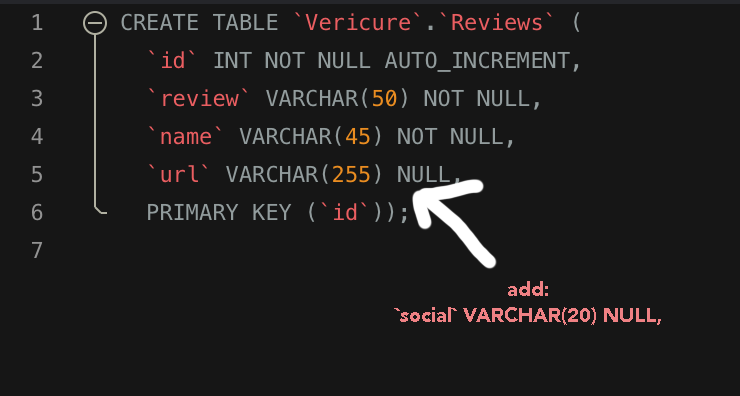 1 CREATE TABLE `Vericure`.`Reviews` (
2 `id` INT NOT NULL AUTO_INCREMENT,
3 `review` VARCHAR(50) NOT NULL,
4 `name` VARCHAR(45) NOT NULL,
5 `url` VARCHAR(255) NULL,
6 PRIMARY KEY (`id`));
7
add:
`social` VARCHAR(20) NULL,